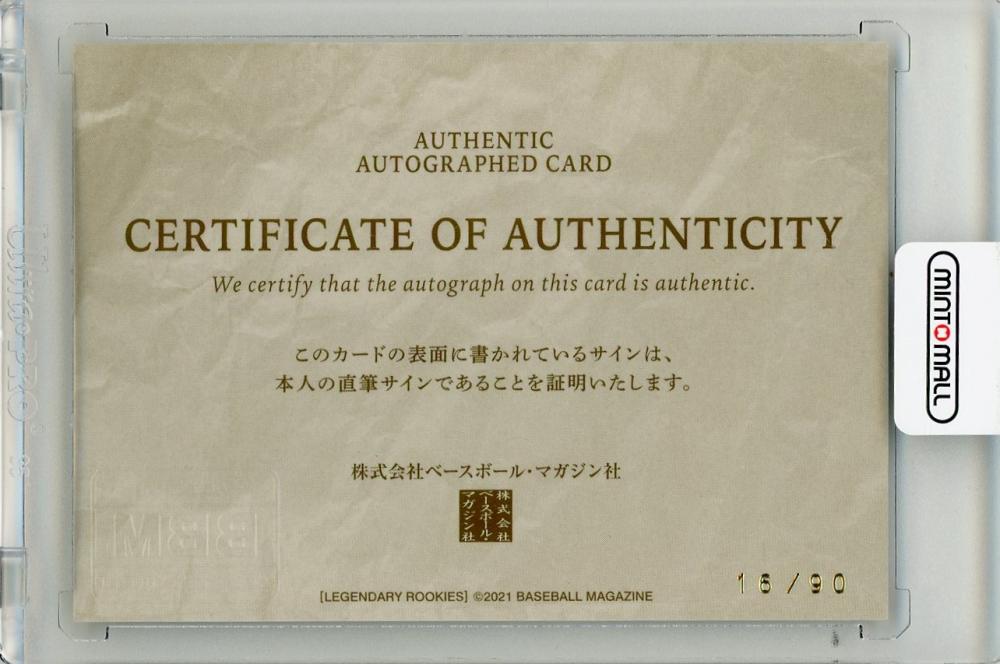 AUTHENTIC
AUTOGRAPHED CARD
CERTIFICATE OF AUTHENTICITY
We certify that the autograph on this card is authentic.
このカードの表面に書かれているサインは、
本人の直筆サインであることを証明いたします。
株式会社ベースボール・マガジン社
株式会社
ベースボール・
マガジン社
BBM
16/90
[LEGENDARY ROOKIES] ©2021 BASEBALL MAGAZINE
MINTMALL
Ultra·PRO